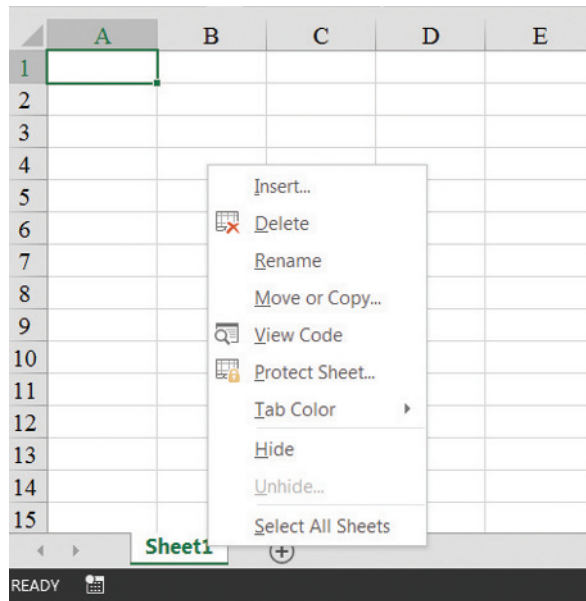 A B C D E
1
2
3
4
Insert...
5
6 Delete
7 Rename
8 Move or Copy...
9 View Code
10 Protect Sheet...
11
12 Tab Color
13 Hide
14 Unhide...
15 Select All Sheets
Sheet1
READY